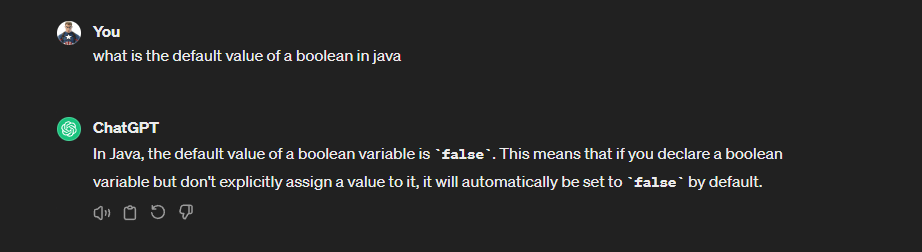 You
what is the default value of a boolean in java
ChatGPT
In Java, the default value of a boolean variable is `false`. This means that if you declare a boolean
variable but don't explicitly assign a value to it, it will automatically be set to `false` by default.